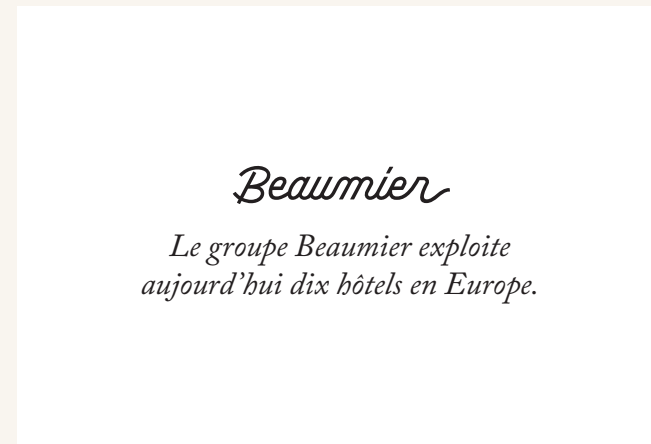 Beaumier
Le groupe Beaumier exploite
aujourd’hui dix hôtels en Europe.